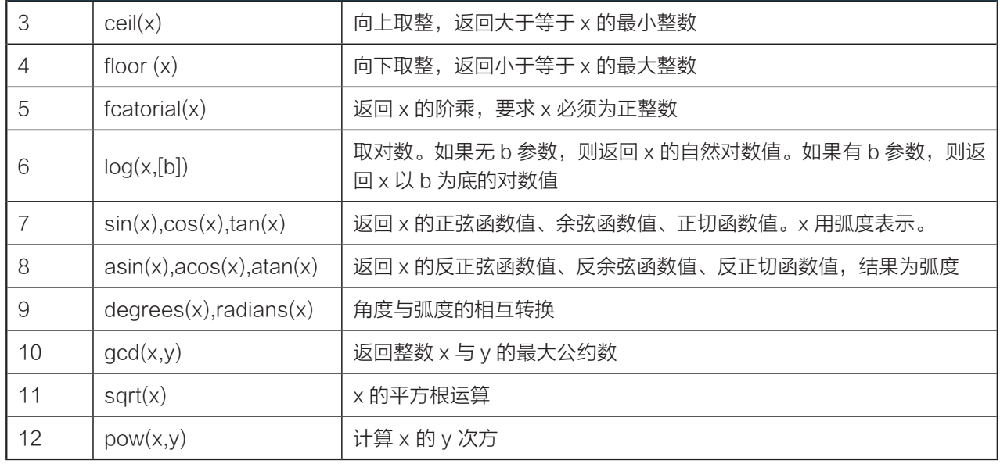 3 ceil(x) 向上取整，返回大于等于 x 的最小整数
4 floor (x) 向下取整，返回小于等于 x 的最大整数
5 fcatorial(x) 返回 x 的阶乘，要求 x 必须为正整数
6 log(x,[b]) 取对数。如果无 b 参数，则返回 x 的自然对数值。如果有 b 参数，则返
回 x 以 b 为底的对数值
7 sin(x),cos(x),tan(x) 返回 x 的正弦函数值、余弦函数值、正切函数值。x 用弧度表示。
8 asin(x),acos(x),atan(x) 返回 x 的反正弦函数值、反余弦函数值、反正切函数值，结果为弧度
9 degrees(x),radians(x) 角度与弧度的相互转换
10 gcd(x,y) 返回整数 x 与 y 的最大公约数
11 sqrt(x) x 的平方根运算
12 pow(x,y) 计算 x 的 y 次方